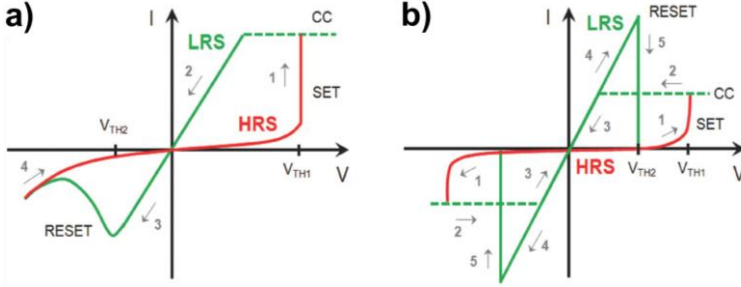 a)
I
CC
LRS
2
1
SET
V_TH2
HRS
4
V_TH1
V
3
RESET
b)
I
LRS
RESET
4
5
2
CC
3
1
SET
HRS
V_TH2
V_TH1
V
1
3
2
4
5